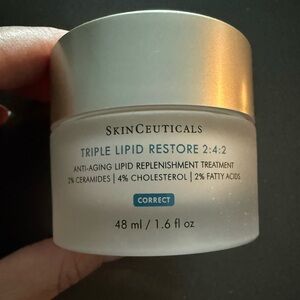 SKINCEUTICALS
TRIPLE LIPID RESTORE 2:4:2
ANTI-AGING LIPID REPLENISHMENT TREATMENT
2% CERAMIDES | 4% CHOLESTEROL | 2% FATTY ACIDS
CORRECT
48 ml / 1.6 fl oz